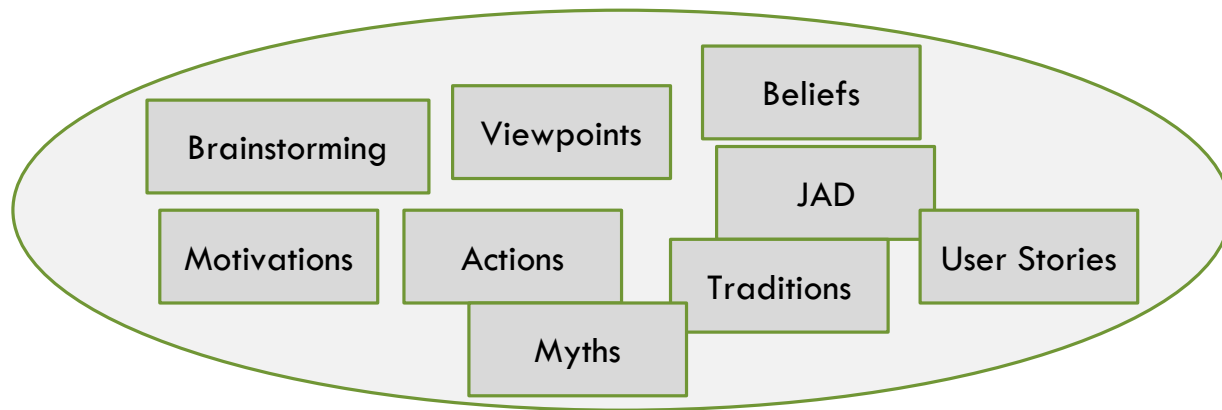 Beliefs
Viewpoints
Brainstorming
JAD
Motivations
Actions
User Stories
Traditions
Myths